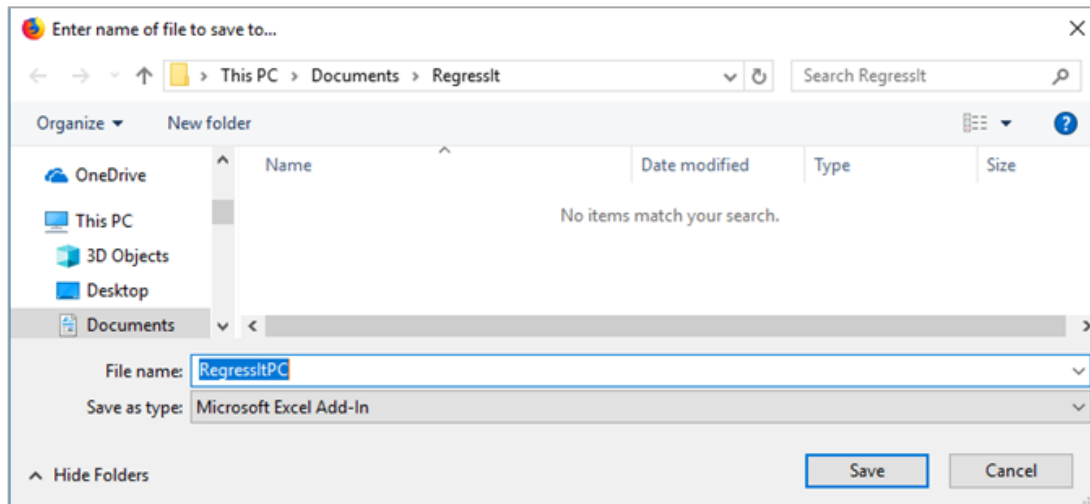 Enter name of file to save to...
This PC > Documents > RegressIt
Search RegressIt
Organize
New folder
?
Name
Date modified
Type
Size
OneDrive
This PC
3D Objects
Desktop
Documents
No items match your search.
File name: RegressItPC
Save as type: Microsoft Excel Add-In
Hide Folders
Save
Cancel